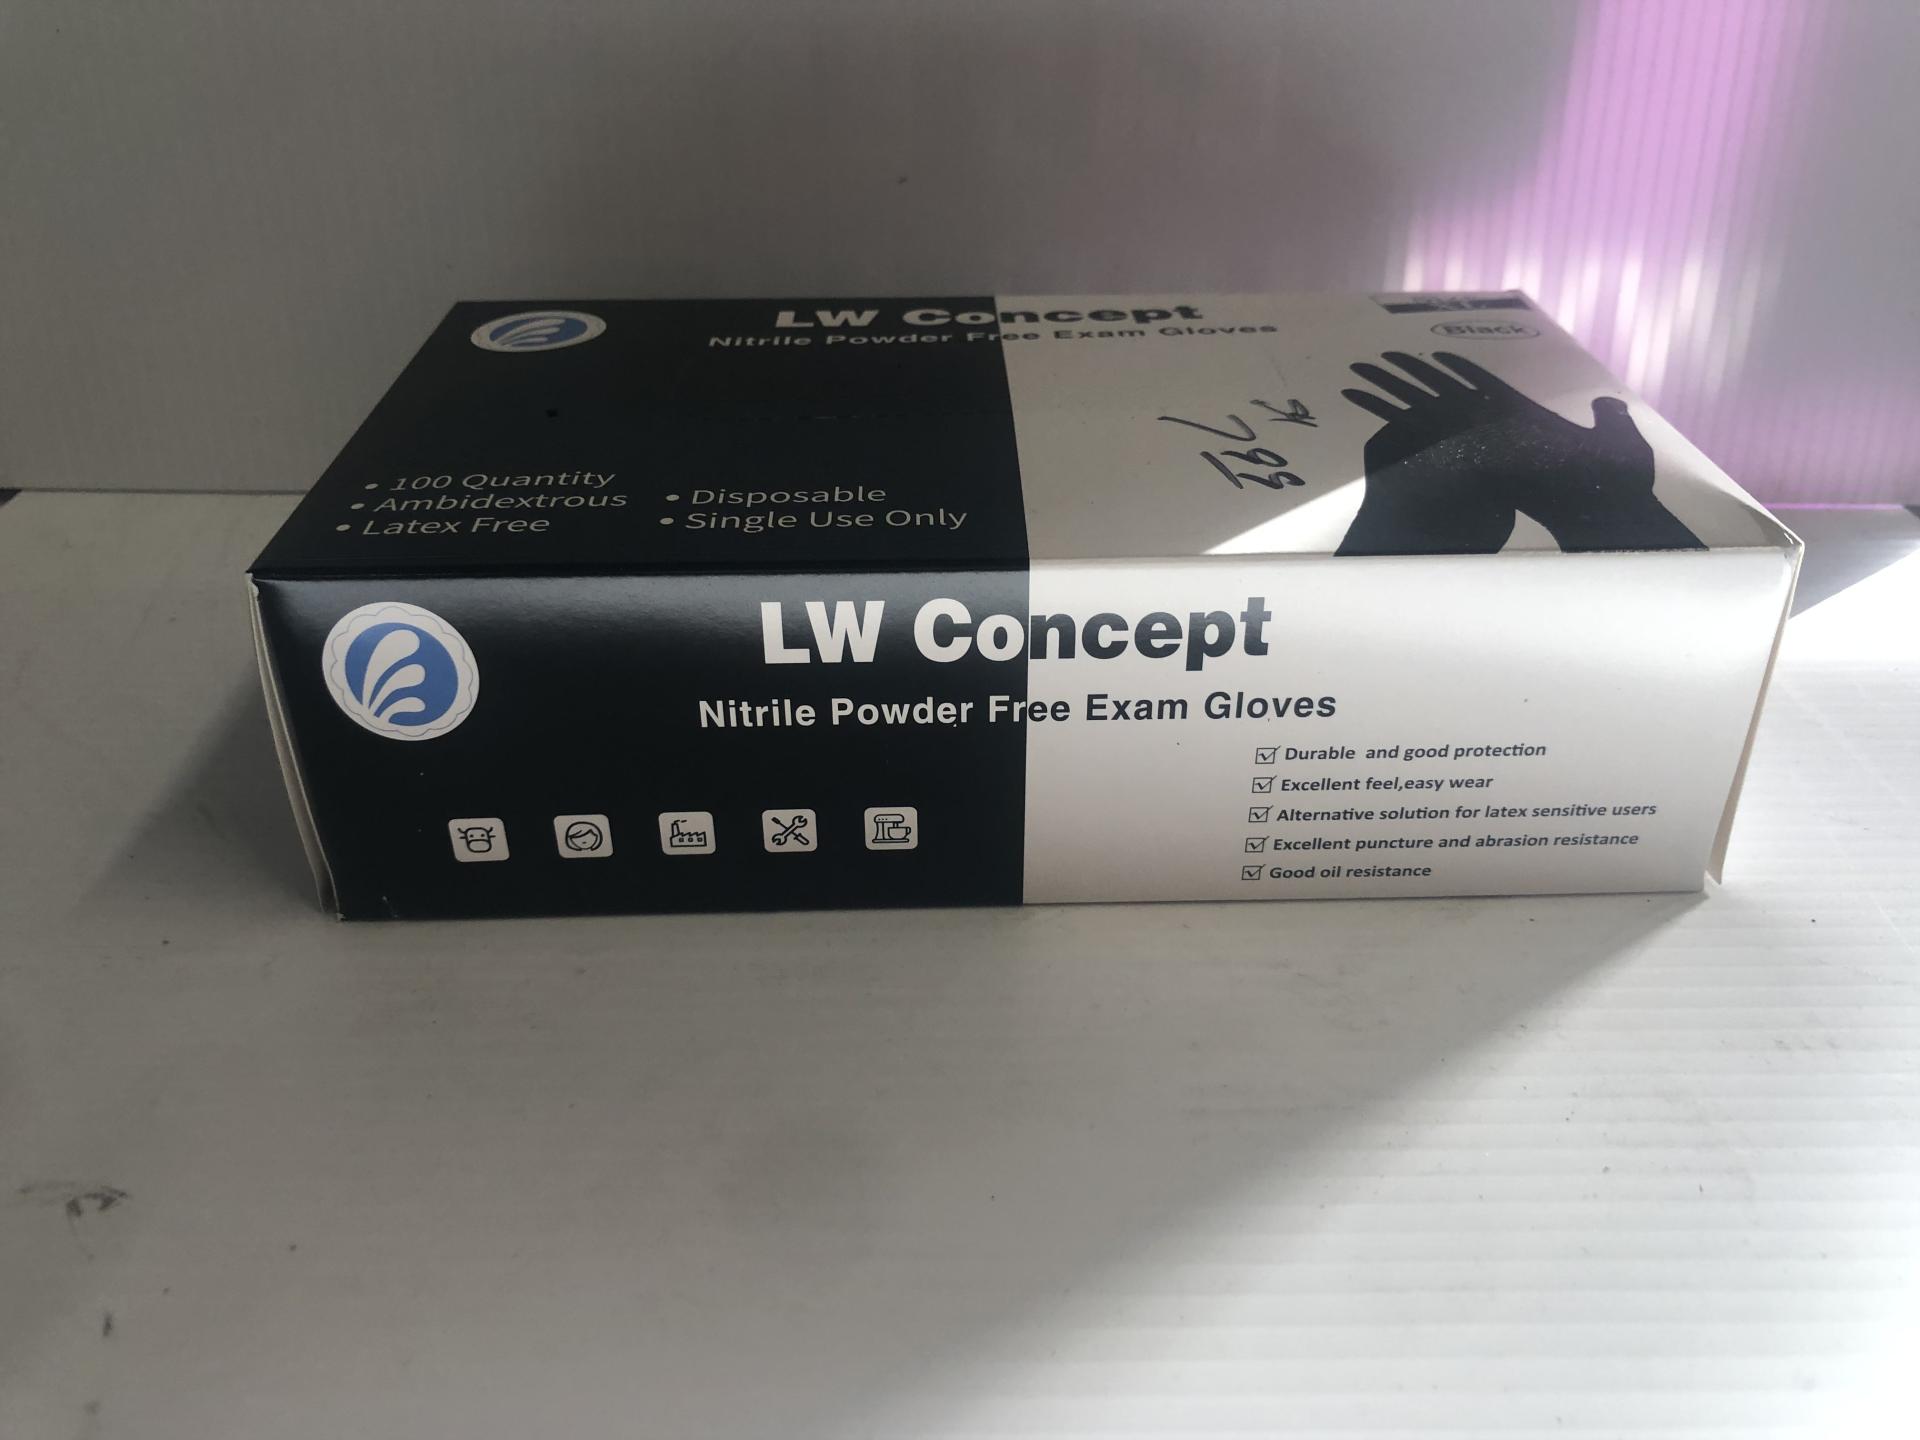 LW Concept
Nitrile Powder Free Exam Gloves
Black
• 100 Quantity
• Ambidextrous
• Latex Free
• Disposable
• Single Use Only
LW Concept
Nitrile Powder Free Exam Gloves
Durable and good protection
Excellent feel,easy wear
Alternative solution for latex sensitive users
Excellent puncture and abrasion resistance
Good oil resistance